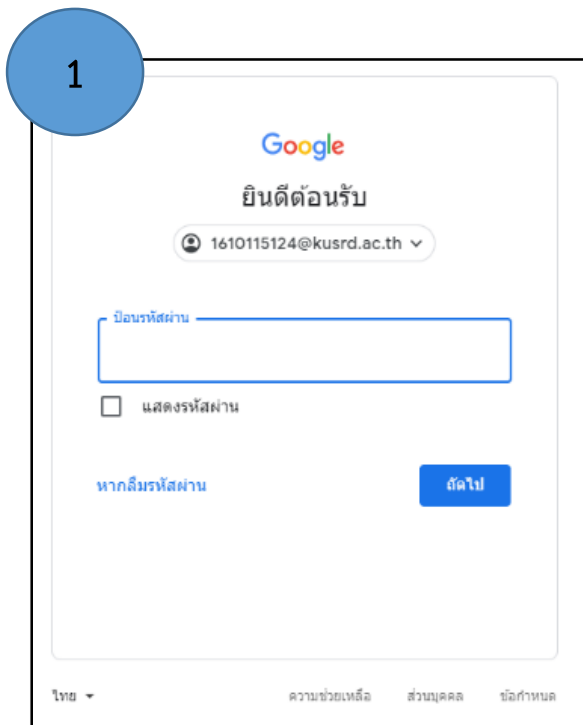 1
Google
ยินดีต้อนรับ
1610115124@kusrd.ac.th
ป้อนรหัสผ่าน
แสดงรหัสผ่าน
หากลืมรหัสผ่าน
ถัดไป
ไทย
ความช่วยเหลือ ส่วนบุคคล ข้อกำหนด